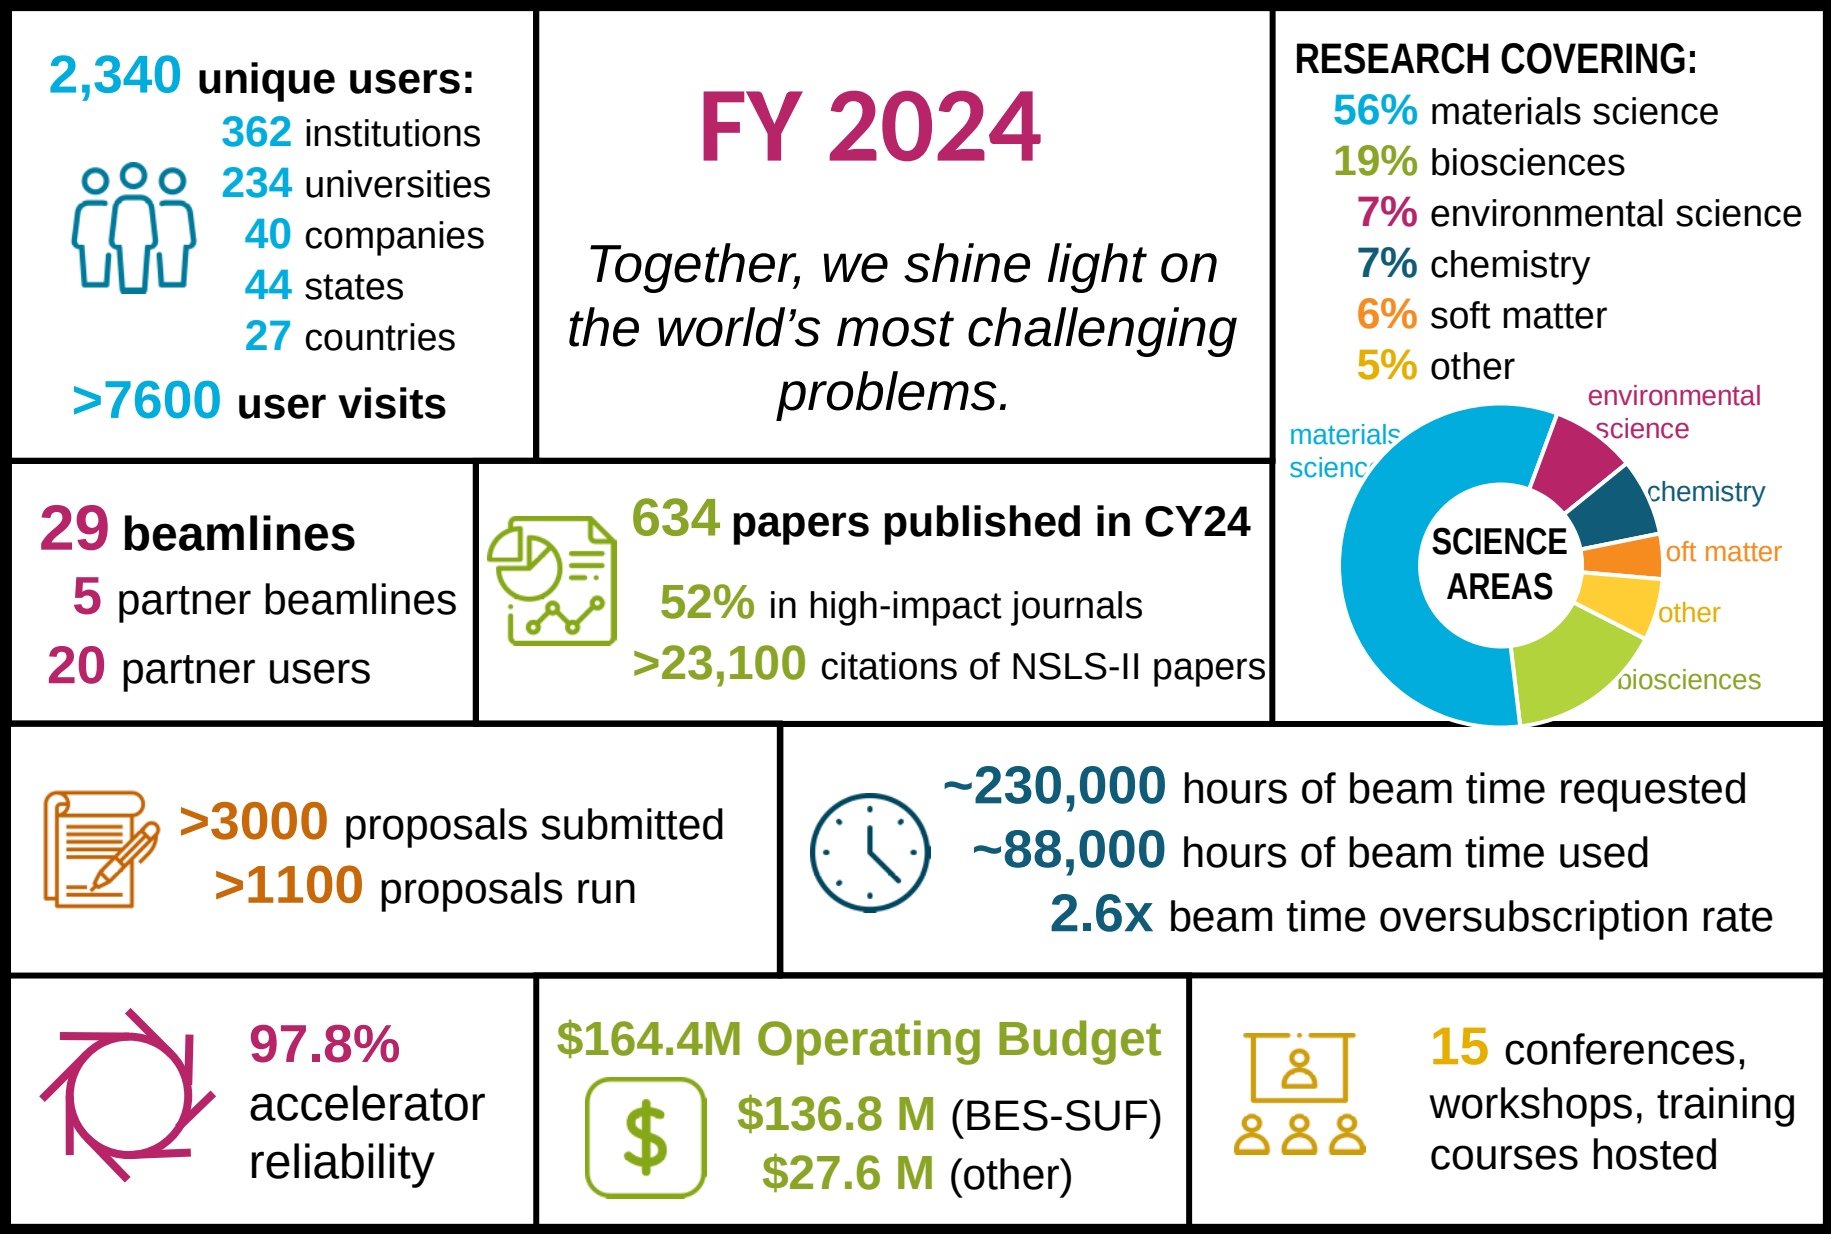 2,340 unique users:
362 institutions
234 universities
40 companies
44 states
27 countries
>7600 user visits
FY 2024
Together, we shine light on
the world’s most challenging
problems.
RESEARCH COVERING:
56% materials science
19% biosciences
7% environmental science
7% chemistry
6% soft matter
5% other
environmental
science
materials
scienc
chemistry
SCIENCE
AREAS
oft matter
other
biosciences
29 beamlines
5 partner beamlines
20 partner users
634 papers published in CY24
52% in high-impact journals
>23,100 citations of NSLS-II papers
>3000 proposals submitted
>1100 proposals run
~230,000 hours of beam time requested
~88,000 hours of beam time used
2.6x beam time oversubscription rate
97.8%
accelerator
reliability
$164.4M Operating Budget
$
$136.8 M (BES-SUF)
$27.6 M (other)
15 conferences,
workshops, training
courses hosted